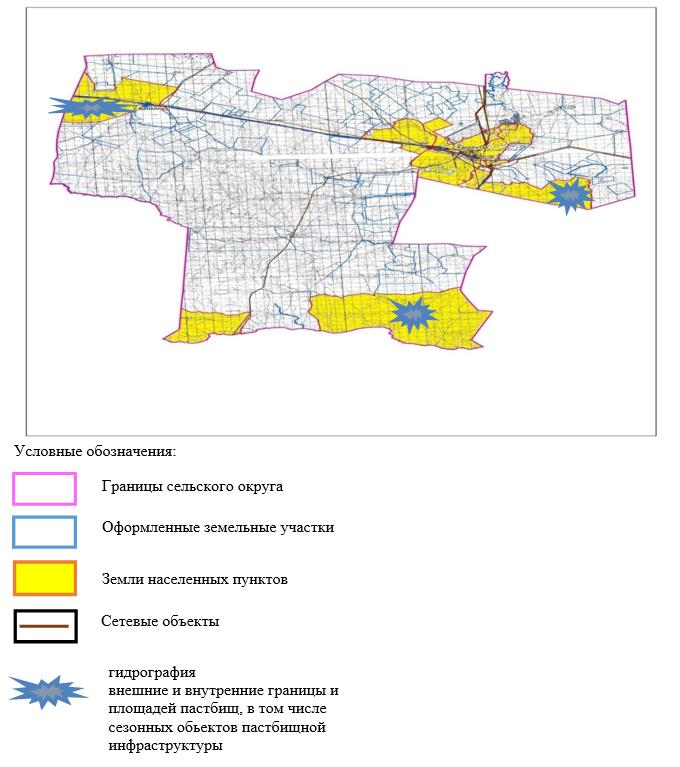 Условные обозначения:
Границы сельского округа
Оформленные земельные участки
Земли населенных пунктов
Сетевые объекты
гидрография
внешние и внутренние границы и
площадей пастбищ, в том числе
сезонных обьектов пастбищной
инфраструктуры